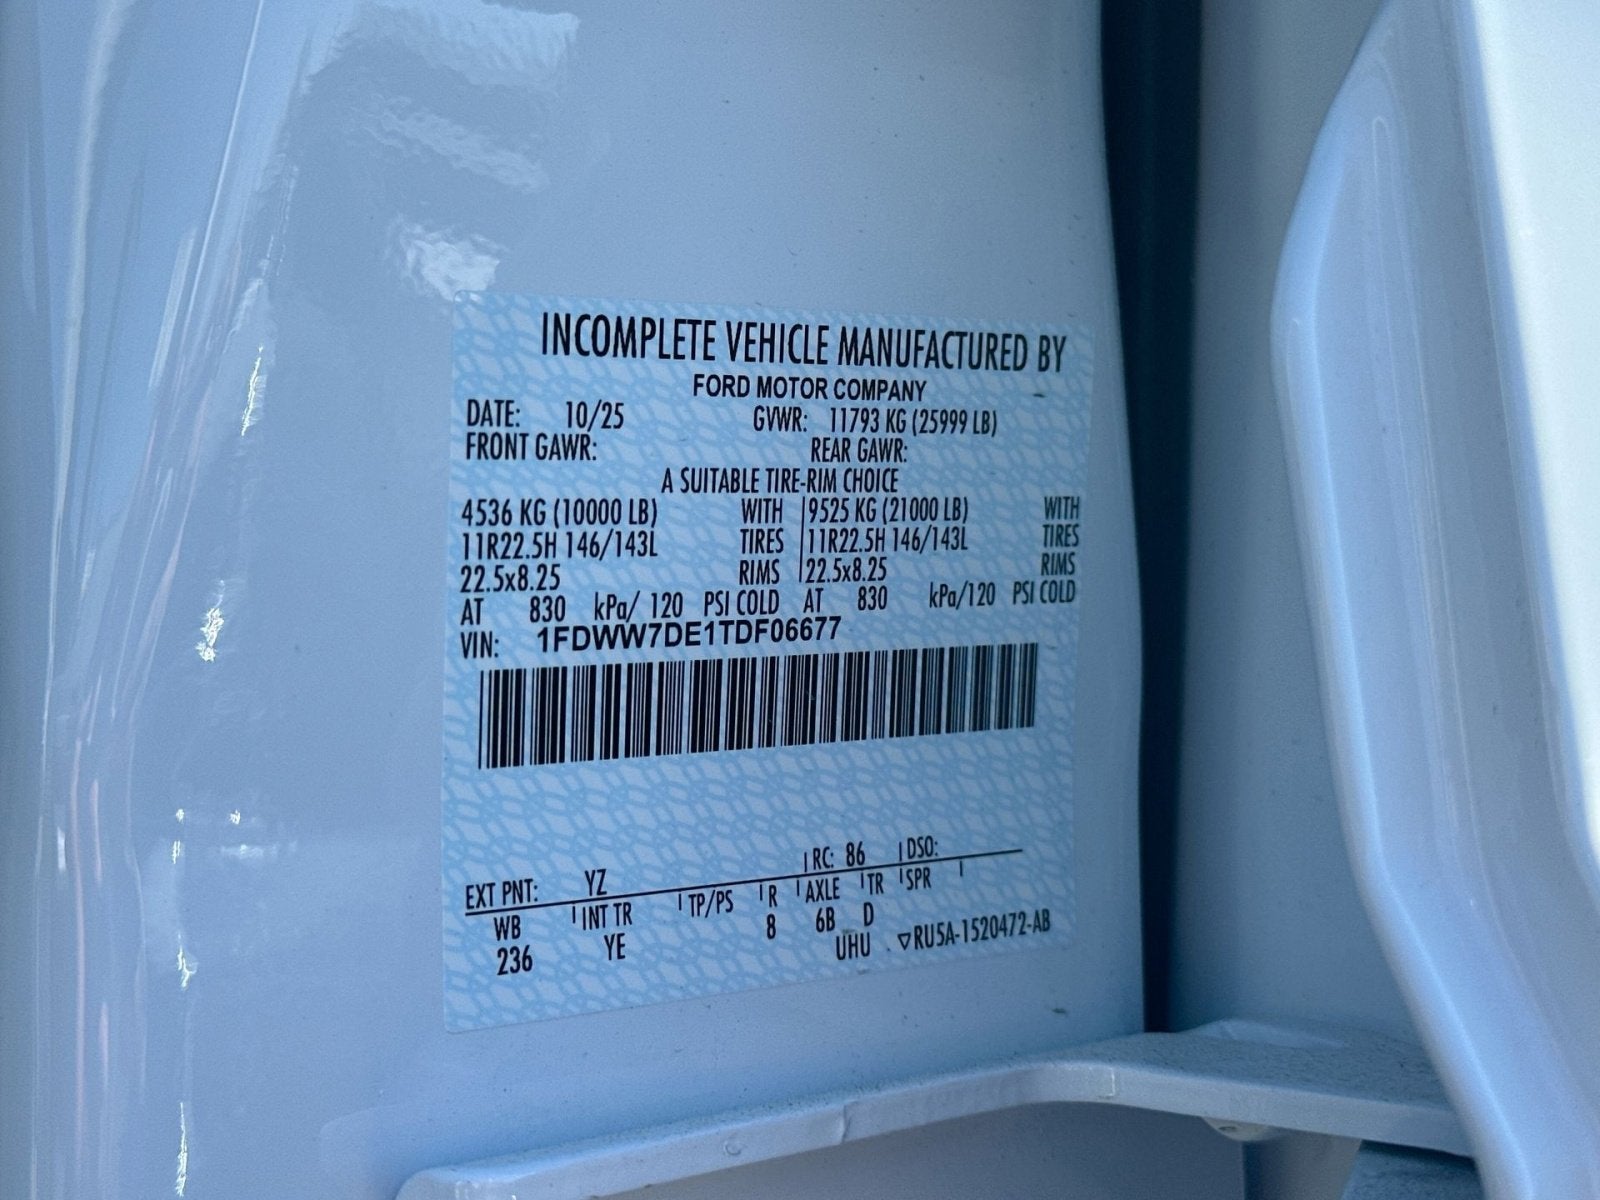 INCOMPLETE VEHICLE MANUFACTURED BY
FORD MOTOR COMPANY
DATE: 10/25 GVWR: 11793 KG (25999 LB)
FRONT GAWR: REAR GAWR:
A SUITABLE TIRE-RIM CHOICE
4536 KG (10000 LB) WITH 9525 KG (21000 LB) WITH
11R22.5H 146/143L TIRES 11R22.5H 146/143L TIRES
22.5x8.25 RIMS 22.5x8.25 RIMS
AT 830 kPa/ 120 PSI COLD AT 830 kPa/120 PSI COLD
VIN: 1FDWW7DE1TDF06677
RC: 86 DSO:
EXT PNT: YZ
WB INT TR TP/PS R AXLE TR SPR
236 YE 8 6B D
UHU ▽RU5A-1520472-AB